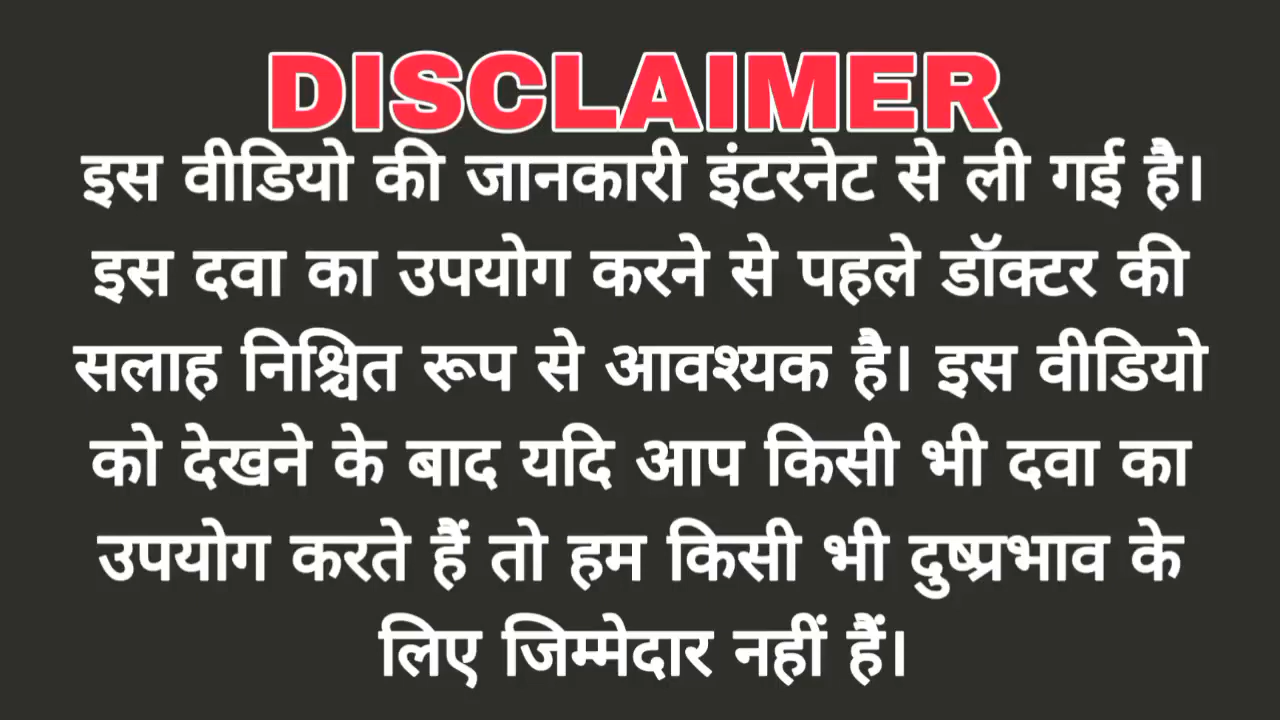 DISCLAIMER
इस वीडियो की जानकारी इंटरनेट से ली गई है।
इस दवा का उपयोग करने से पहले डॉक्टर की
सलाह निश्चित रूप से आवश्यक है। इस वीडियो
को देखने के बाद यदि आप किसी भी दवा का
उपयोग करते हैं तो हम किसी भी दुष्प्रभाव के
लिए जिम्मेदार नहीं हैं।